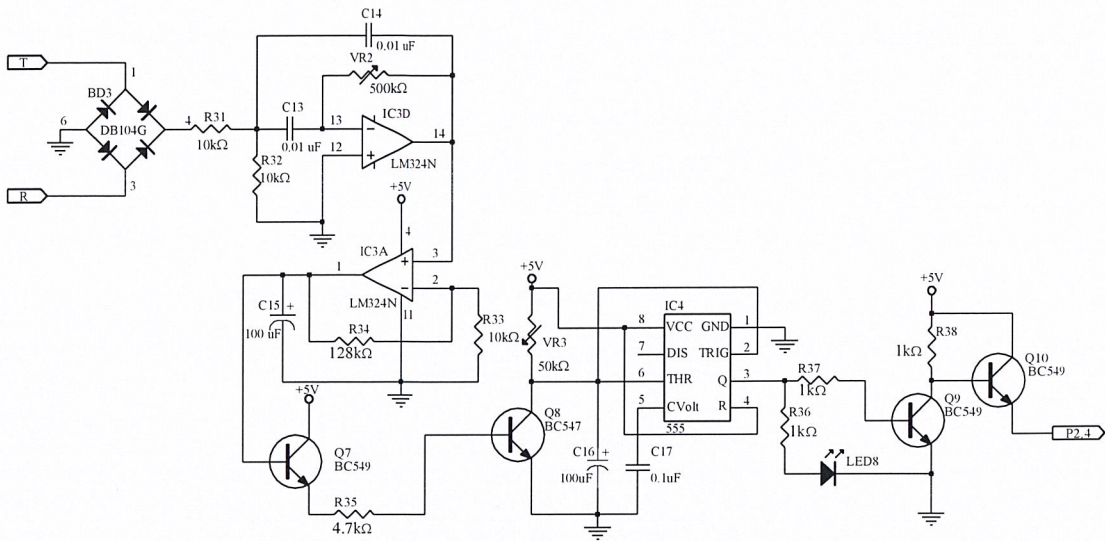 C14
0.01 uF
T
1
VR2
500kΩ
BD3
C13
IC3D
6
DB104G
4
R31
10kΩ
13
14
0.01 uF
12
LM324N
R32
10kΩ
3
R
+5V
4
IC3A
3
1
2
+5V
+5V
C15
+
100 uF
LM324N
11
R33
10kΩ
IC4
R34
128kΩ
VR3
50kΩ
8
VCC
GND
1
R38
1kΩ
7
DIS
TRIG
2
Q10
BC549
6
THR
Q
3
R37
1kΩ
+5V
5
CVolt
R
4
555
R36
1kΩ
Q9
BC549
Q8
BC547
P2.4
Q7
BC549
C16
+
100uF
C17
0.1uF
LED8
R35
4.7kΩ